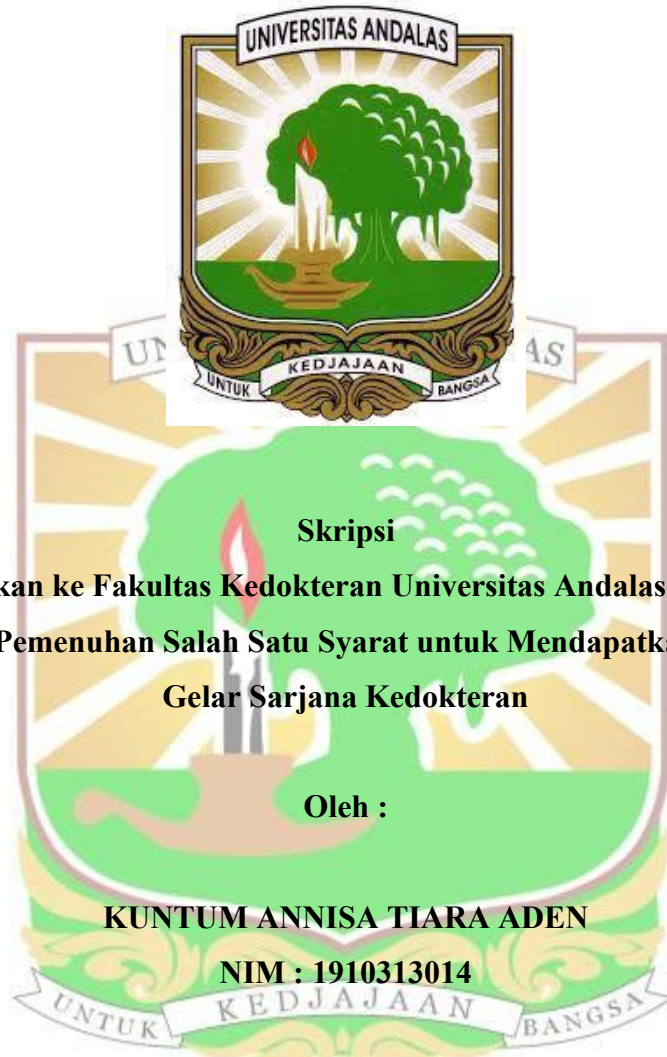 UNIVERSITAS ANDALAS
UNTUK KEDJAJAAN BANGSA
Skripsi
kan ke Fakultas Kedokteran Universitas Andalas
Pemenuhan Salah Satu Syarat untuk Mendapatka
Gelar Sarjana Kedokteran
Oleh :
KUNTUM ANNISA TIARA ADEN
NIM : 1910313014
UNTUK KEDJAJAAN BANGSA